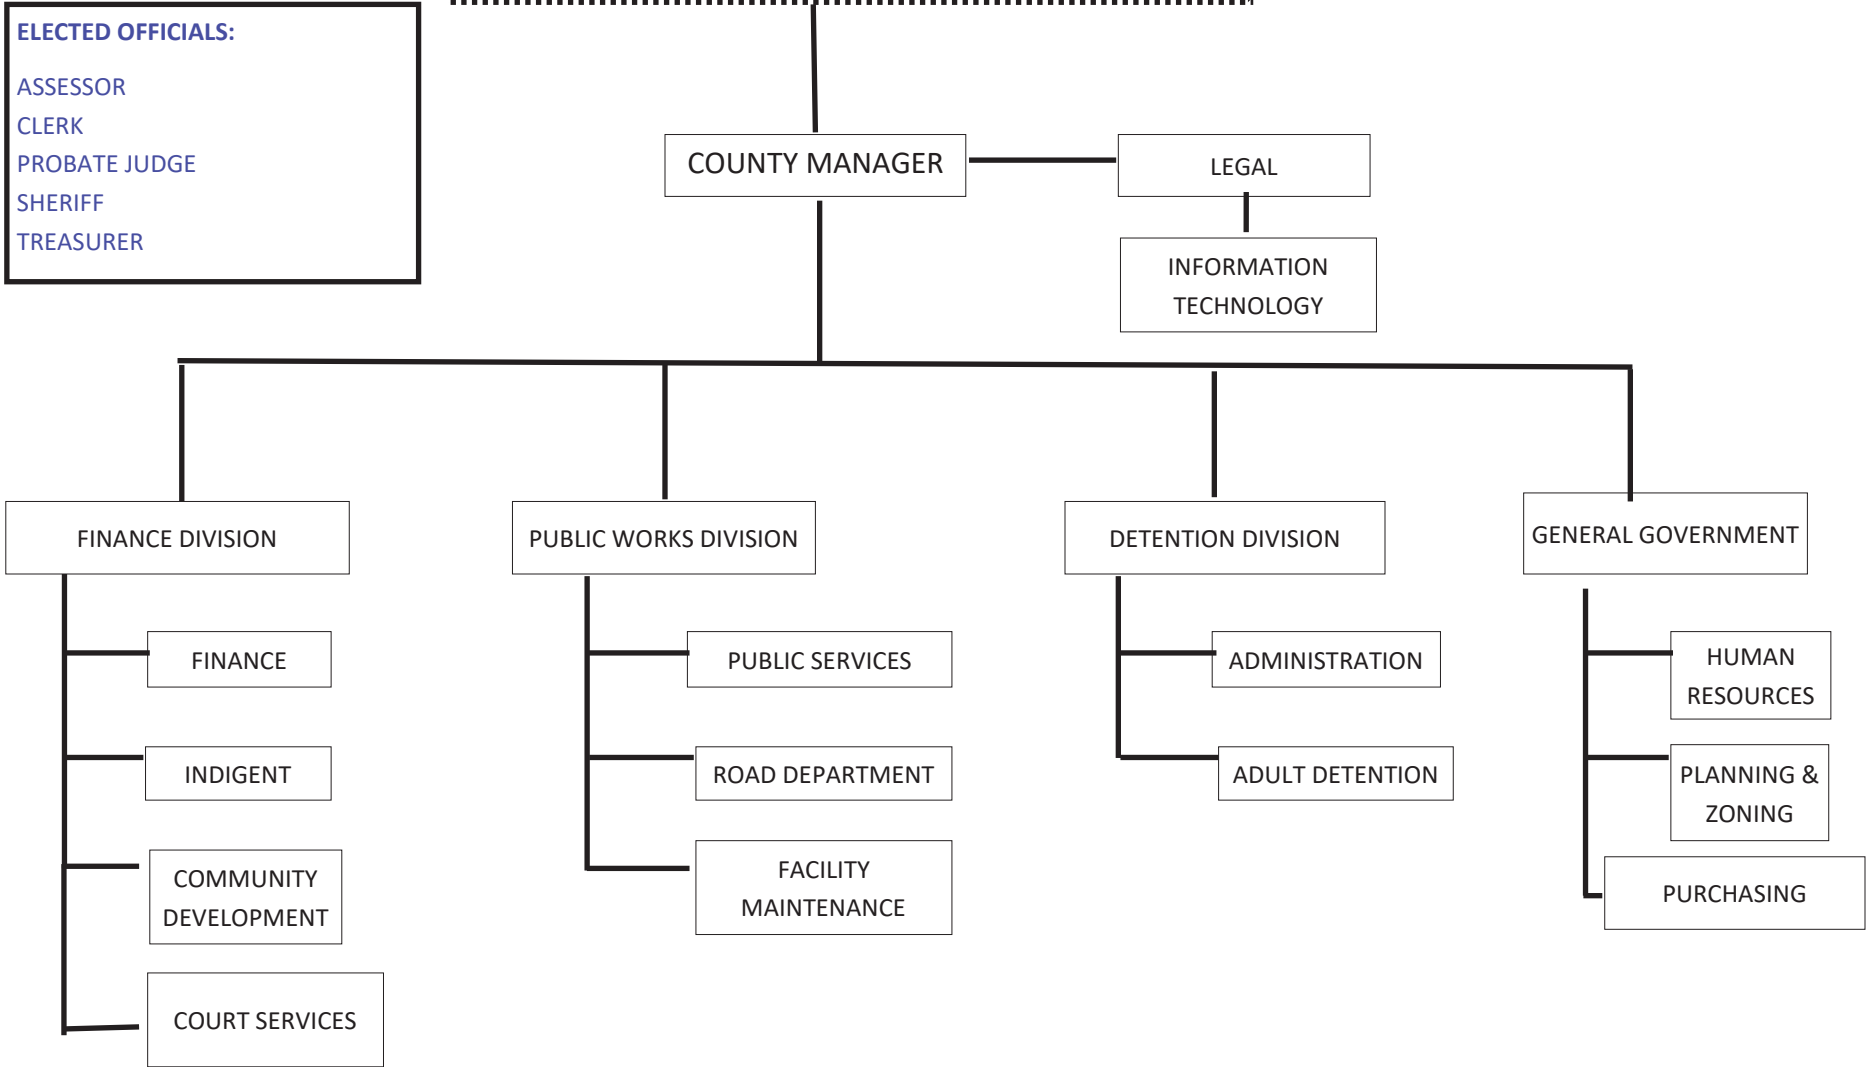 ELECTED OFFICIALS:
ASSESSOR
CLERK
PROBATE JUDGE
SHERIFF
TREASURER
COUNTY MANAGER
LEGAL
INFORMATION
TECHNOLOGY
FINANCE DIVISION
PUBLIC WORKS DIVISION
DETENTION DIVISION
GENERAL GOVERNMENT
FINANCE
INDIGENT
COMMUNITY
DEVELOPMENT
COURT SERVICES
PUBLIC SERVICES
ROAD DEPARTMENT
FACILITY
MAINTENANCE
ADMINISTRATION
ADULT DETENTION
HUMAN
RESOURCES
PLANNING &
ZONING
PURCHASING